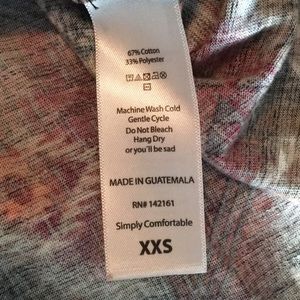 67% Cotton
33% Polyester
Machine Wash Cold
Gentle Cycle
Do Not Bleach
Hang Dry
or you'll be sad
MADE IN GUATEMALA
RN# 142161
Simply Comfortable
XXS